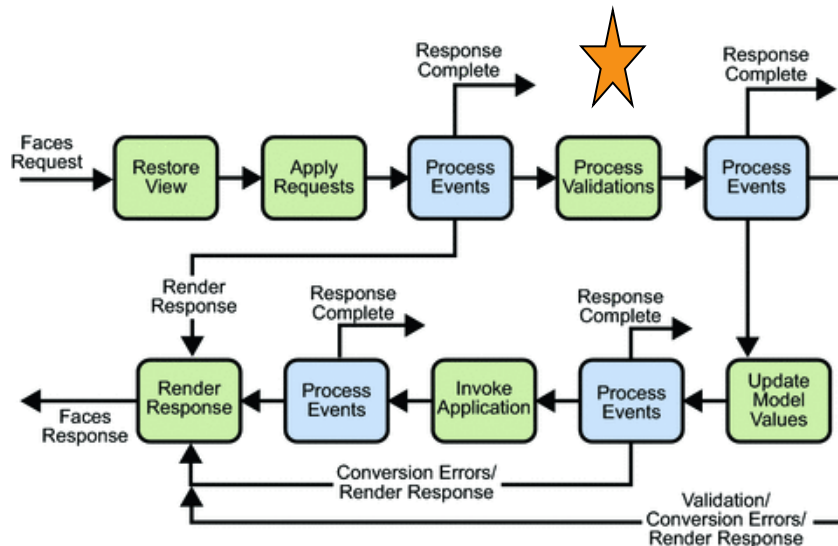 Response
Complete
Response
Complete
Faces
Request
Restore
View
Apply
Requests
Process
Events
Process
Validations
Process
Events
Render
Response
Response
Complete
Response
Complete
Render
Response
Process
Events
Invoke
Application
Process
Events
Update
Model
Values
Faces
Response
Conversion Errors/
Render Response
Validation/
Conversion Errors/
Render Response